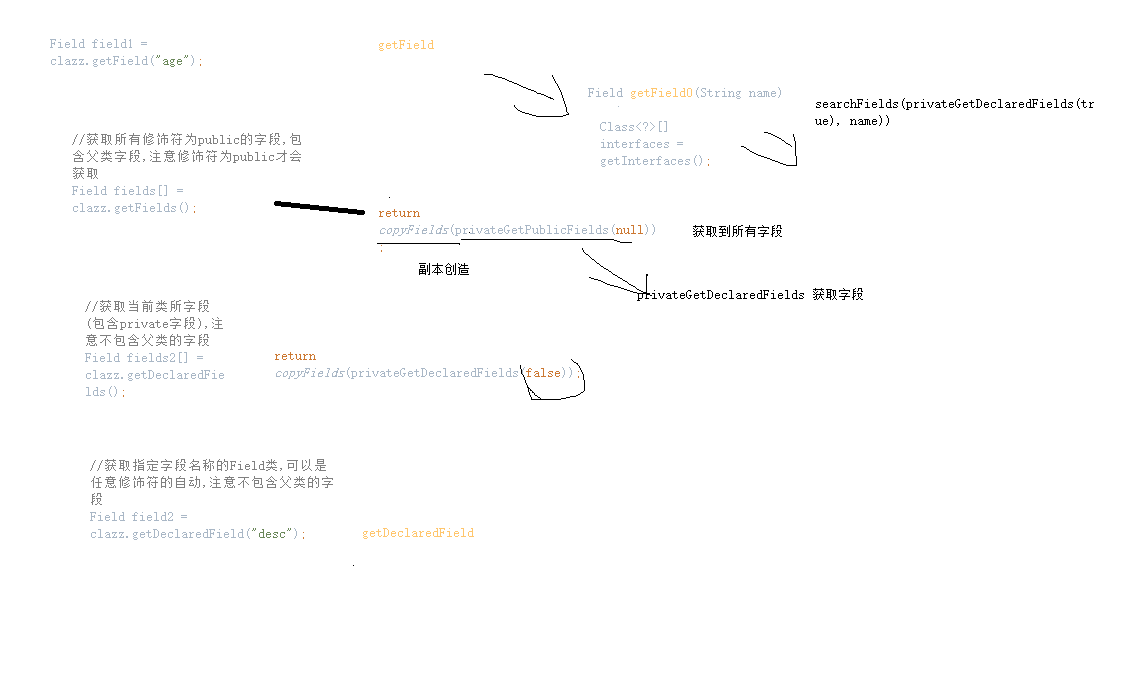 Field field1 =
clazz.getField("age");
getField
Field getField0(String name)
Class<?>[]
interfaces =
getInterfaces();
searchFields(privateGetDeclaredFields(tr
ue), name))
//获取所有修饰符为public的字段,包
含父类字段,注意修饰符为public才会
获取
Field fields[] =
clazz.getFields();
return
copyFields(privateGetPublicFields(null))
;
获取到所有字段
副本创造
privateGetDeclaredFields 获取字段
//获取当前类所字段
(包含private字段),注
意不包含父类的字段
Field fields2[] =
clazz.getDeclaredFie
lds();
return
copyFields(privateGetDeclaredFields(false));
//获取指定字段名称的Field类,可以是
任意修饰符的自动,注意不包含父类的字
段
Field field2 =
clazz.getDeclaredField("desc");
getDeclaredField